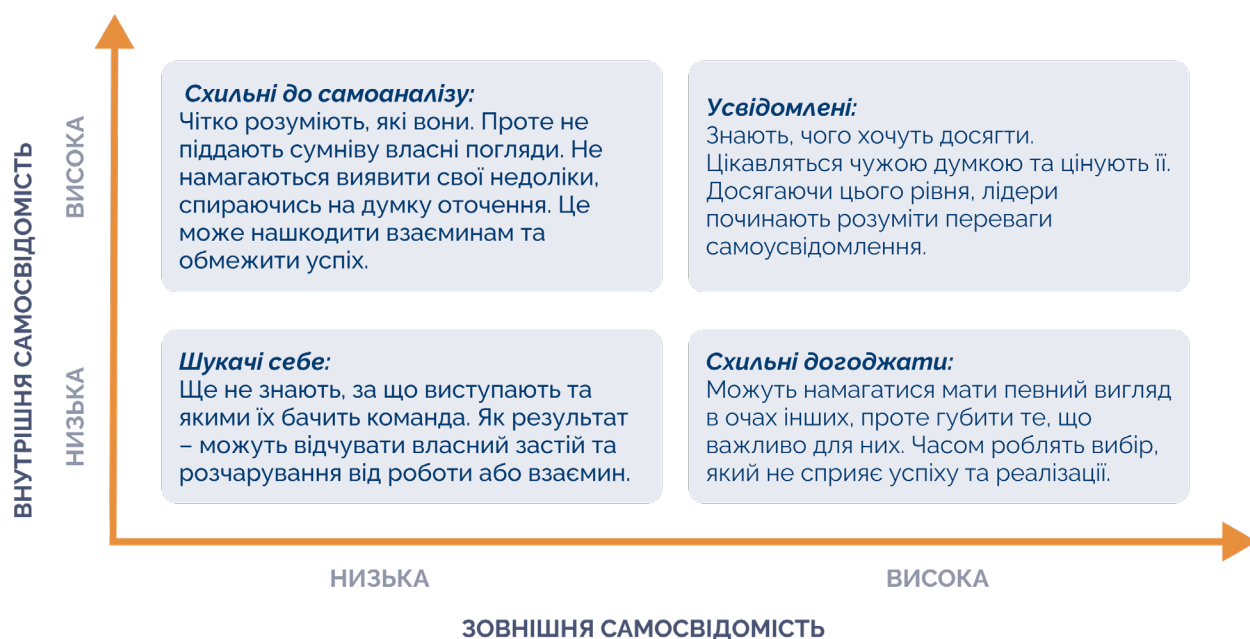 ВНУТРІШНЯ САМОСВІДОМІСТЬ
ВИСОКА
Схильні до самоаналізу:
Чітко розуміють, які вони. Проте не
піддають сумніву власні погляди. Не
намагаються виявити свої недоліки,
спираючись на думку оточення. Це
може нашкодити взаєминам та
обмежити успіх.
Усвідомлені:
Знають, чого хочуть досягти.
Цікавляться чужою думкою та цінують її.
Досягаючи цього рівня, лідери
починають розуміти переваги
самоусвідомлення.
НИЗЬКА
Шукачі себе:
Ще не знають, за що виступають та
якими їх бачить команда. Як результат
– можуть відчувати власний застій та
розчарування від роботи або взаємин.
Схильні догоджати:
Можуть намагатися мати певний вигляд
в очах інших, проте губити те, що
важливо для них. Часом роблять вибір,
який не сприяє успіху та реалізації.
НИЗЬКА
ВИСОКА
ЗОВНІШНЯ САМОСВІДОМІСТЬ